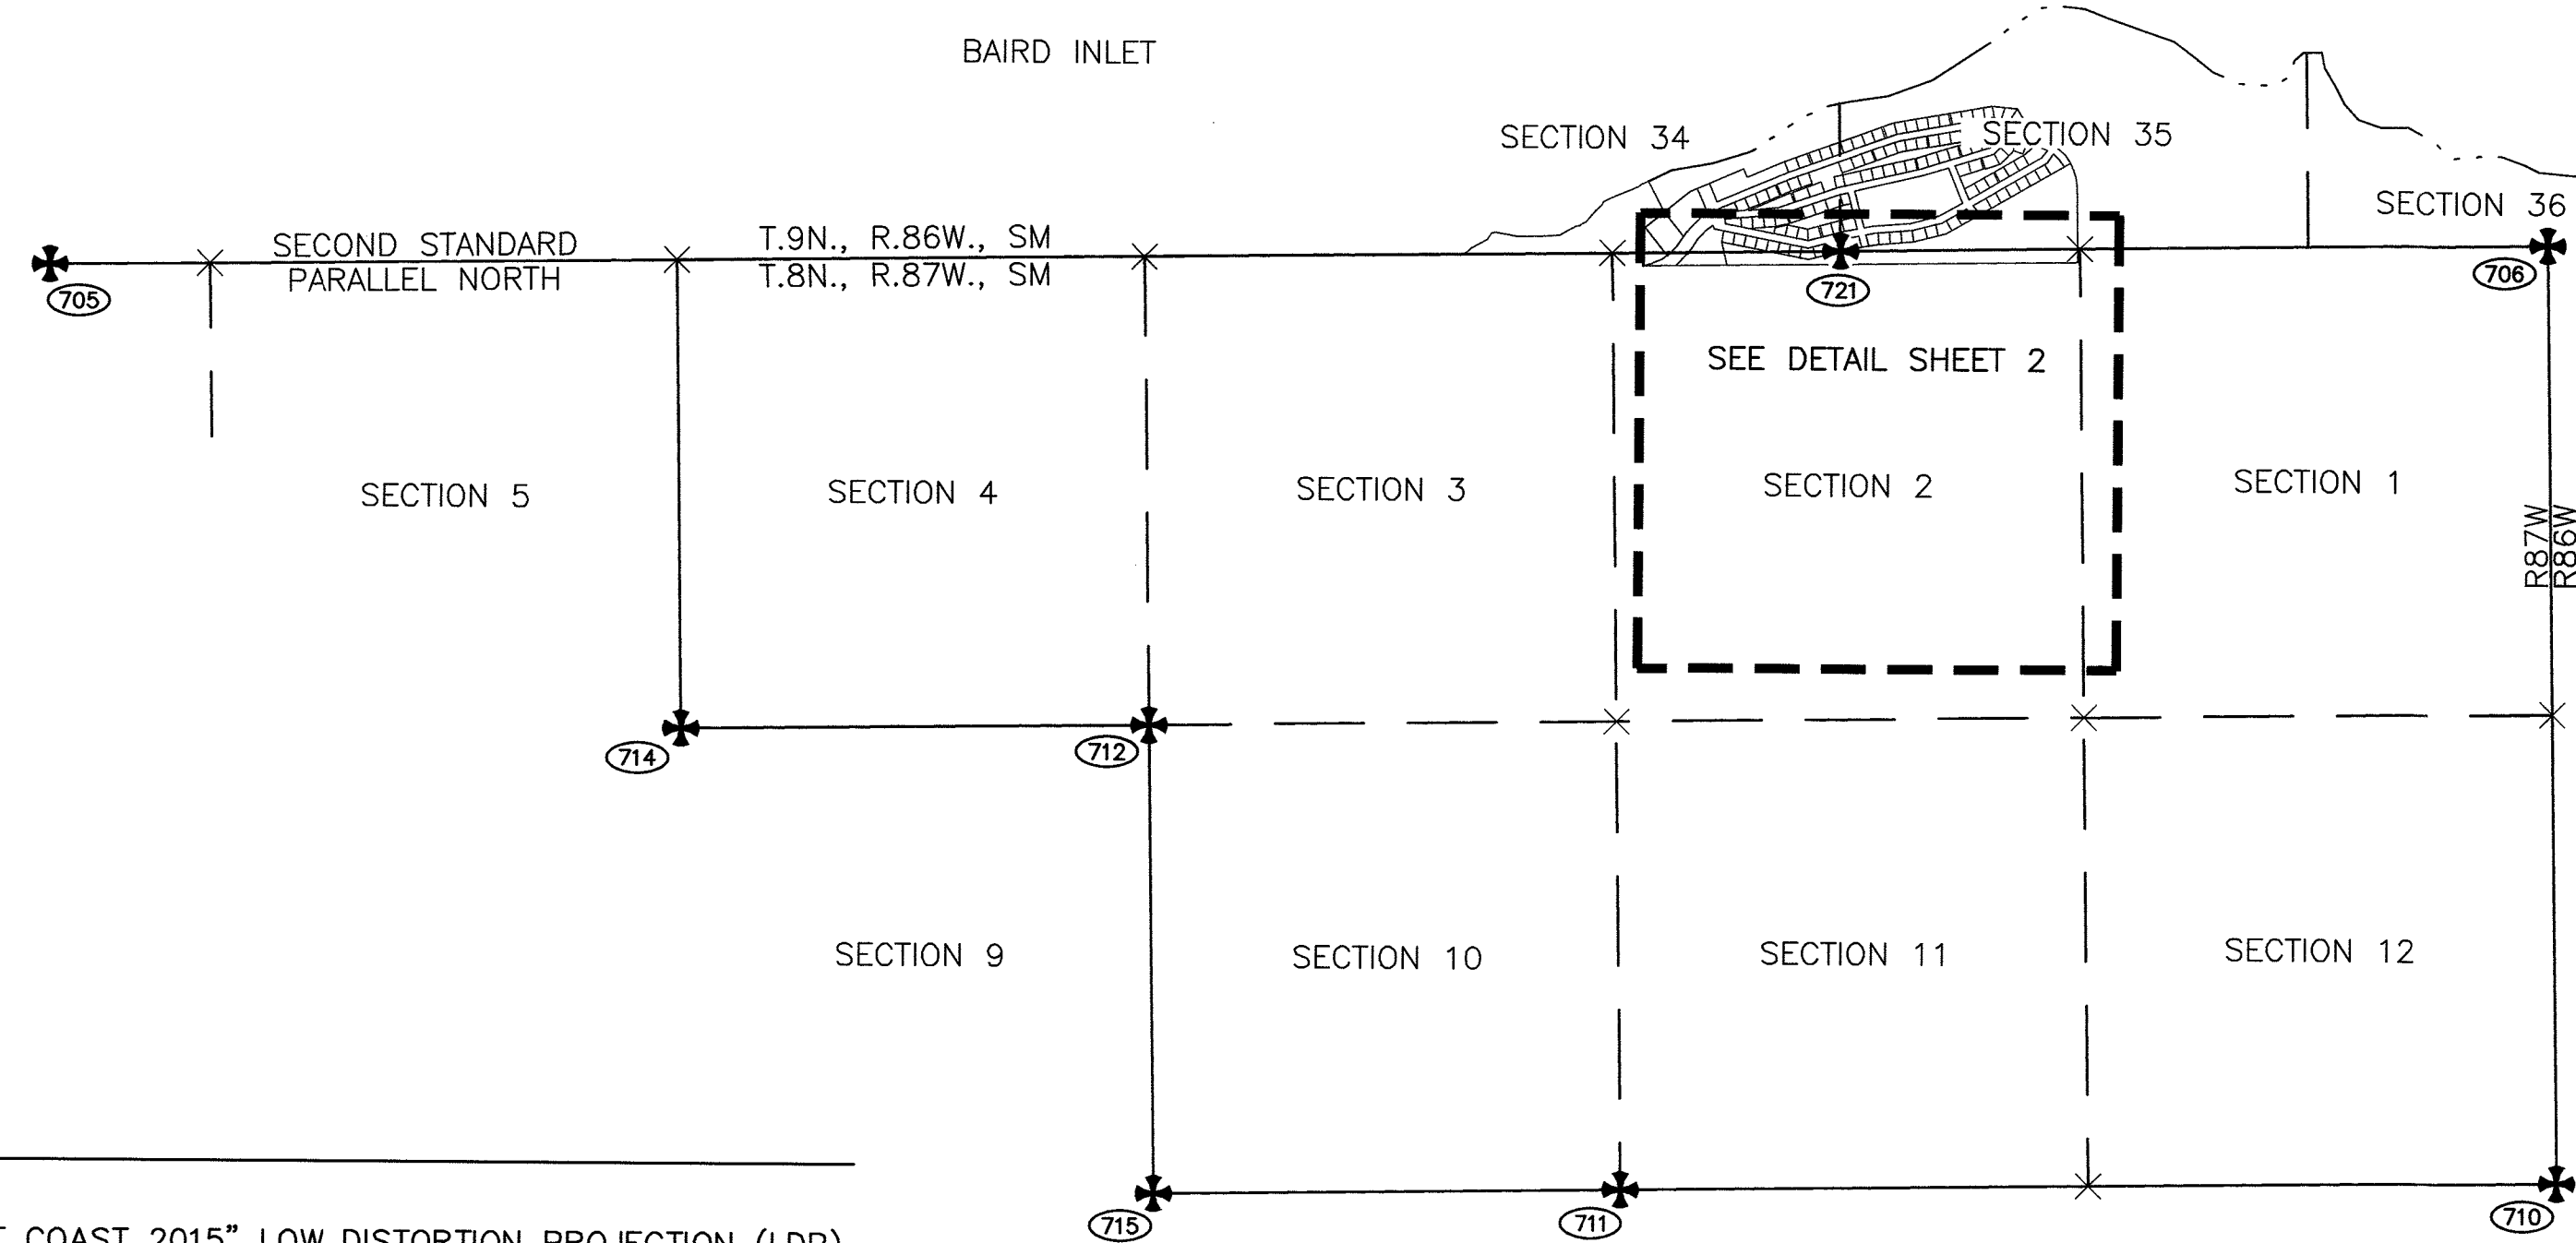 BAIRD INLET
SECTION 34
SECTION 35
SECTION 36
SECOND STANDARD
PARALLEL NORTH
T.9N., R.86W., SM
T.8N., R.87W., SM
705
721
706
SEE DETAIL SHEET 2
SECTION 5
SECTION 4
SECTION 3
SECTION 2
SECTION 1
R87W
R86W
714
712
SECTION 9
SECTION 10
SECTION 11
SECTION 12
715
711
710
T COAST 2015" LOW DISTORTION PROJECTION (LDP)